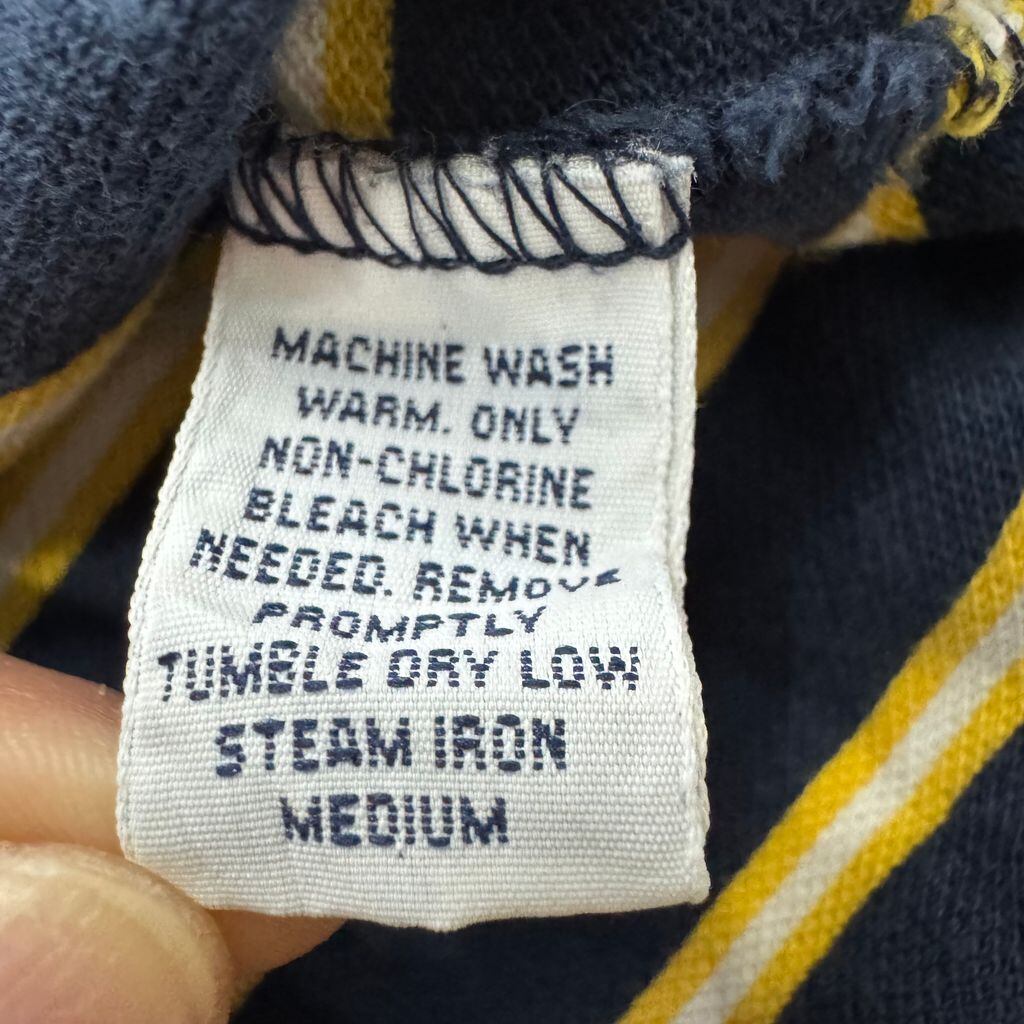 MACHINE WASH
WARM. ONLY
NON-CHLORINE
BLEACH WHEN
NEEDED. REMOVE
PROMPTLY
TUMBLE DRY LOW
STEAM IRON
MEDIUM